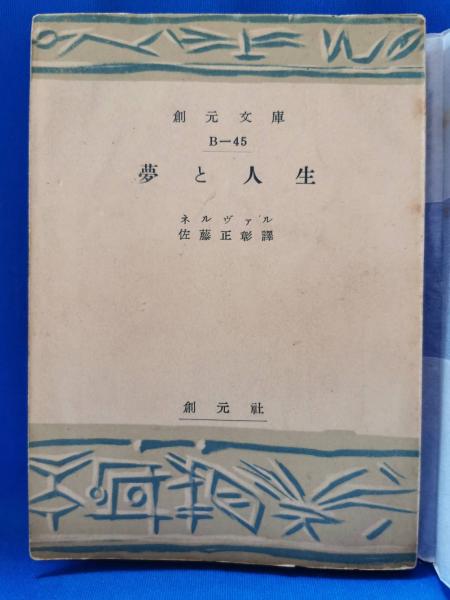 創元文庫
B—45
夢と人生
ネルヴァル
佐藤正彰譯
創元社